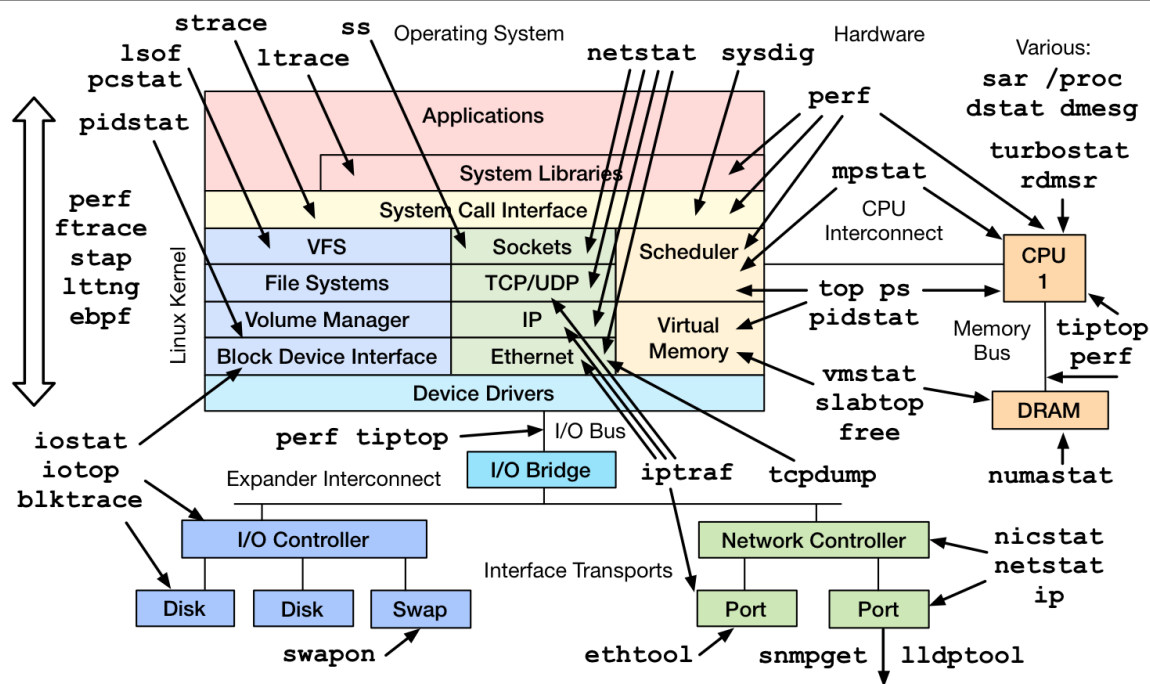 strace
ss
Operating System
Hardware
Various:
lsof
pcstat
ltrace
netstat
sysdig
sar /proc
dstat dmesg
perf
pidstat
Applications
turbostat
rdmsr
System Libraries
mpstat
perf
ftrace
stap
lttng
ebpf
System Call Interface
CPU
Interconnect
Linux Kernel
VFS
Sockets
Scheduler
CPU
1
File Systems
TCP/UDP
top ps
pidstat
Volume Manager
IP
Virtual
Memory
Memory
Bus
tiptop
perf
Block Device Interface
Ethernet
vmstat
slabtop
free
Device Drivers
DRAM
iostat
iotop
blktrace
perf tiptop
I/O Bus
I/O Bridge
iptraf
tcpdump
numastat
Expander Interconnect
I/O Controller
Network Controller
nicstat
netstat
ip
Interface Transports
Disk
Disk
Swap
Port
Port
swapon
ethtool
snmpget
lldptool